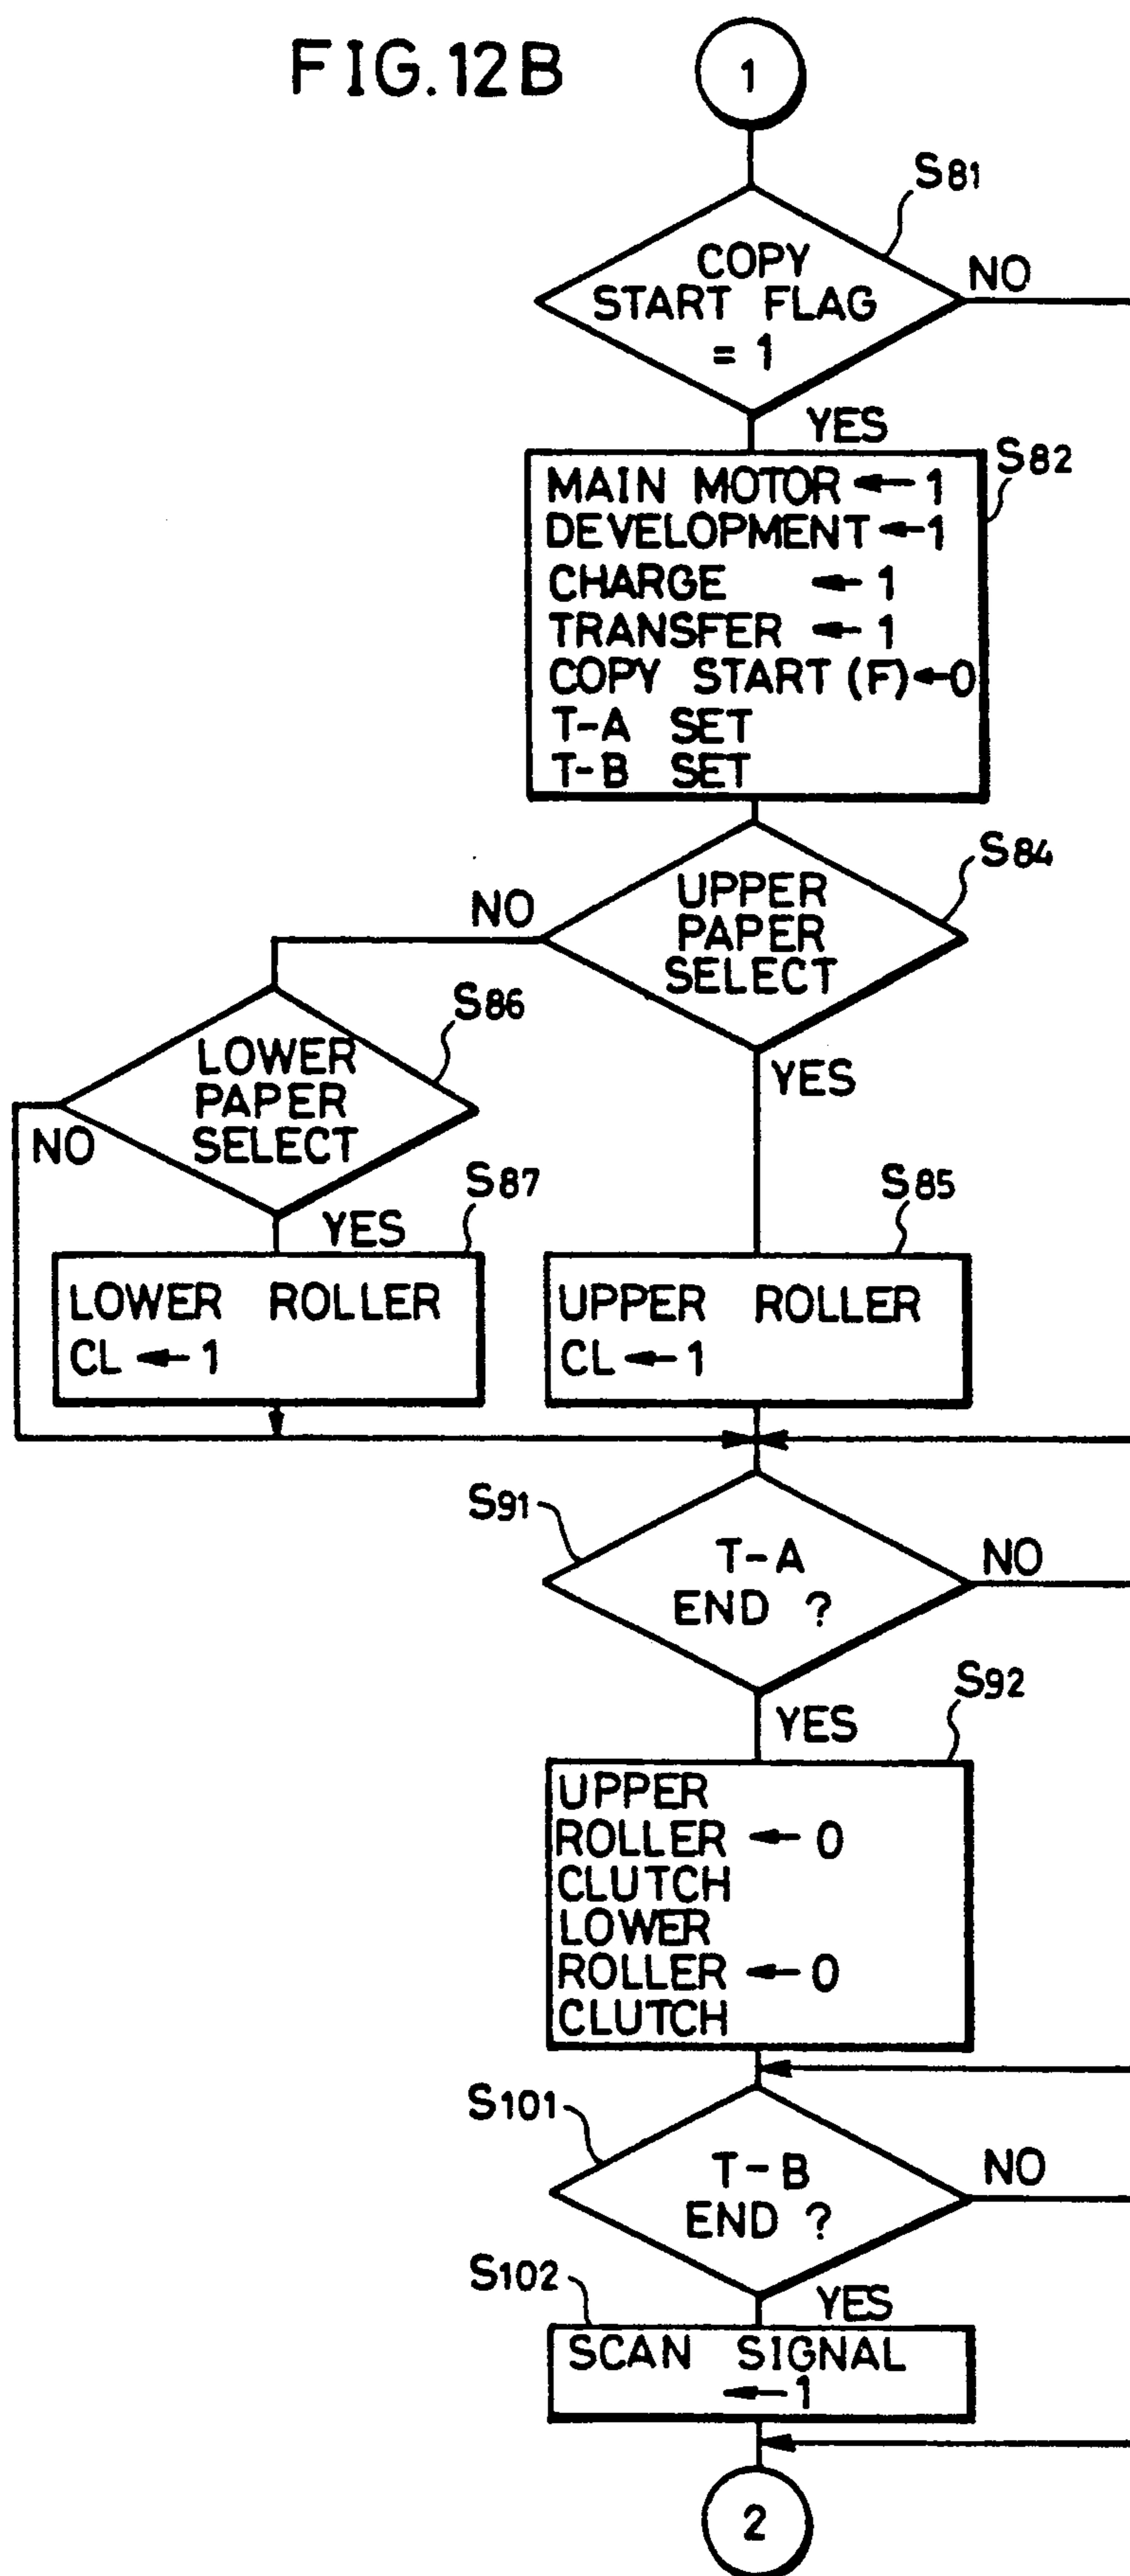 FIG.12B
1
S81
COPY
START FLAG
= 1
NO
YES
S82
MAIN MOTOR ← 1
DEVELOPMENT ← 1
CHARGE ← 1
TRANSFER ← 1
COPY START (F) ← 0
T-A SET
T-B SET
S84
UPPER
PAPER
SELECT
NO
YES
S86
LOWER
PAPER
SELECT
NO
YES
S87
LOWER ROLLER
CL ← 1
S85
UPPER ROLLER
CL ← 1
S91
T-A
END ?
NO
YES
S92
UPPER
ROLLER ← 0
CLUTCH
LOWER
ROLLER ← 0
CLUTCH
S101
T-B
END ?
NO
YES
S102
SCAN SIGNAL
← 1
2